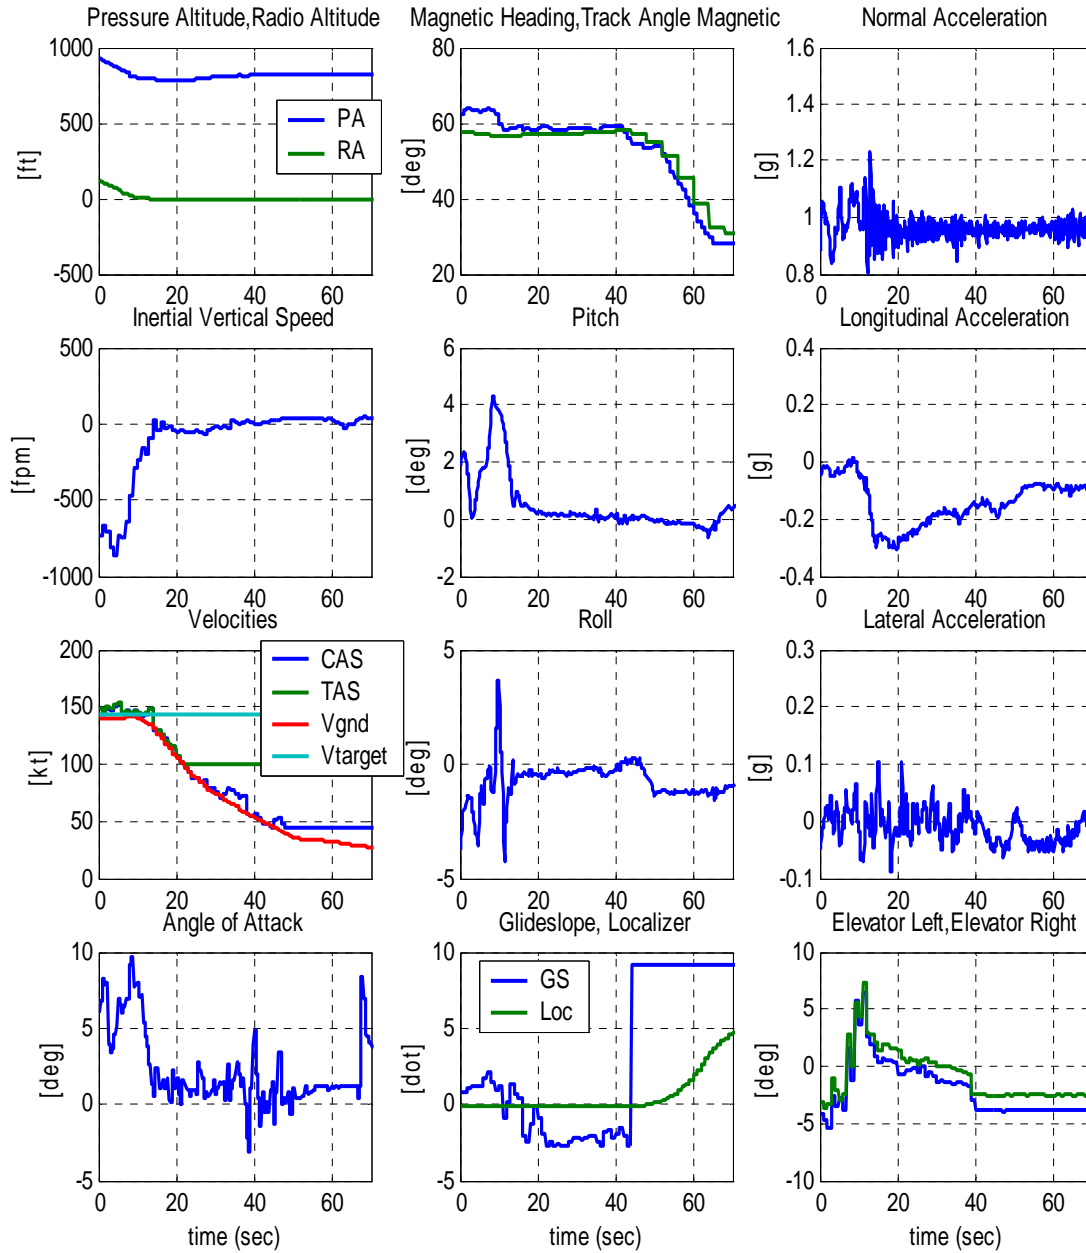 Pressure Altitude,Radio Altitude
1000
500
0
-500
[ft]
PA
RA
0 20 40 60
Magnetic Heading,Track Angle Magnetic
80
60
40
20
[deg]
0 20 40 60
Normal Acceleration
1.6
1.4
1.2
1
0.8
[g]
0 20 40 60
Inertial Vertical Speed
500
0
-500
-1000
[fpm]
0 20 40 60
Pitch
6
4
2
0
-2
[deg]
0 20 40 60
Longitudinal Acceleration
0.4
0.2
0
-0.2
-0.4
[g]
0 20 40 60
Velocities
200
150
100
50
0
[kt]
CAS
TAS
Vgnd
Vtarget
0 20 40 60
Roll
5
0
-5
[deg]
0 20 40 60
Lateral Acceleration
0.3
0.2
0.1
0
-0.1
[g]
0 20 40 60
Angle of Attack
10
5
0
-5
[deg]
0 20 40 60
time (sec)
Glideslope, Localizer
10
5
0
-5
[dot]
GS
Loc
0 20 40 60
time (sec)
Elevator Left,Elevator Right
10
5
0
-5
-10
[deg]
0 20 40 60
time (sec)